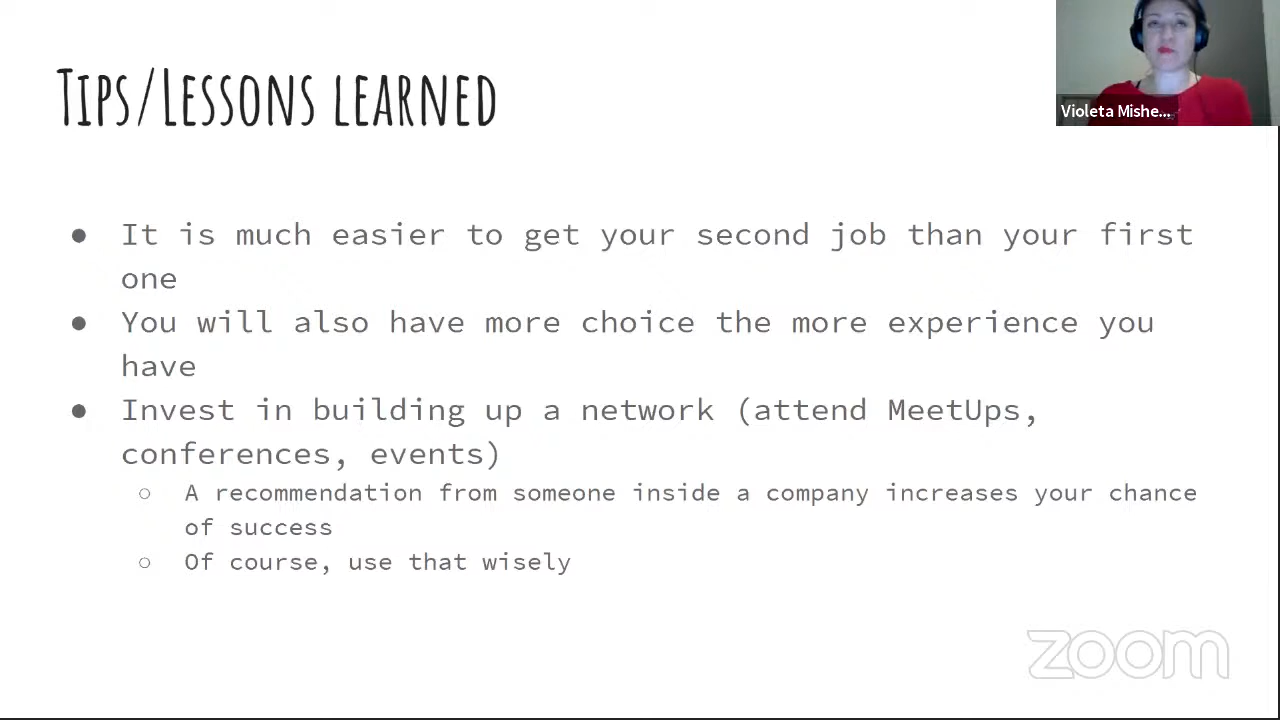 Tips/Lessons learned
Violeta Mishe...
● It is much easier to get your second job than your first
one
● You will also have more choice the more experience you
have
● Invest in building up a network (attend MeetUps,
conferences, events)
○ A recommendation from someone inside a company increases your chance
of success
○ Of course, use that wisely
zoom